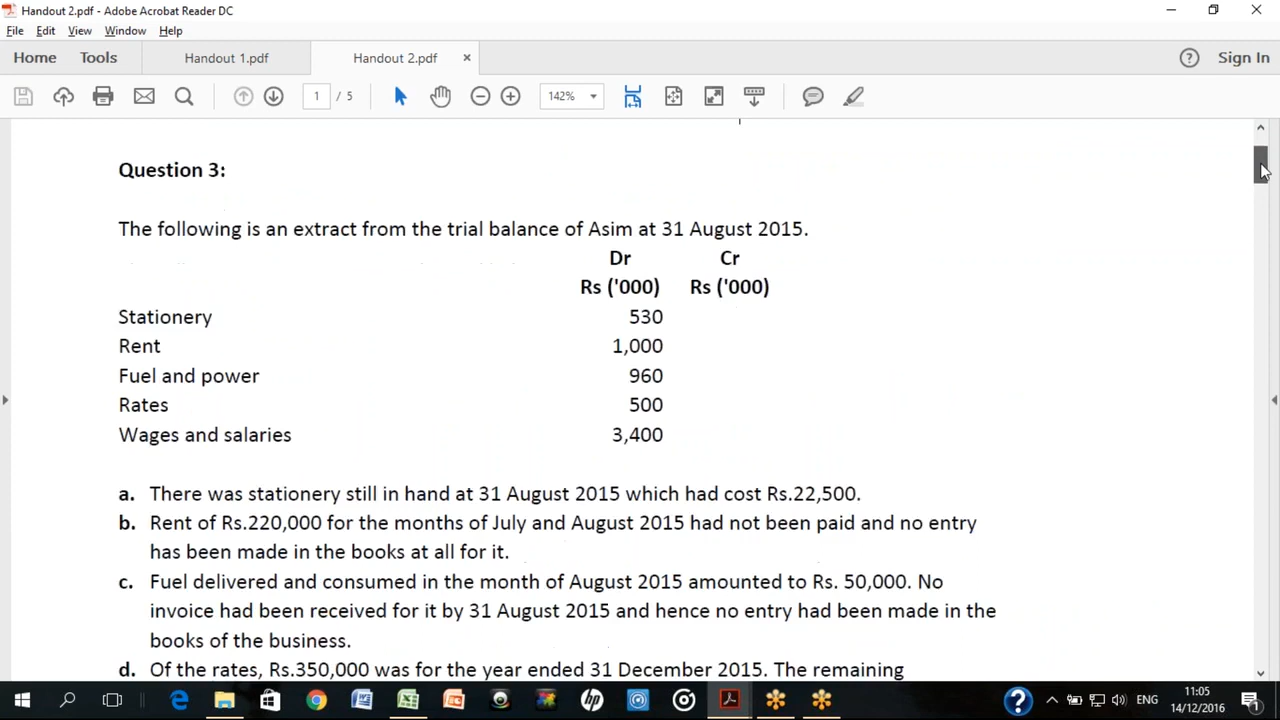 Handout 2.pdf - Adobe Acrobat Reader DC
File Edit View Window Help
Home Tools Handout 1.pdf Handout 2.pdf × ? Sign In
1 / 5 142%
Question 3:
The following is an extract from the trial balance of Asim at 31 August 2015.
Dr Cr
Rs ('000) Rs ('000)
Stationery 530
Rent 1,000
Fuel and power 960
Rates 500
Wages and salaries 3,400
a. There was stationery still in hand at 31 August 2015 which had cost Rs.22,500.
b. Rent of Rs.220,000 for the months of July and August 2015 had not been paid and no entry
has been made in the books at all for it.
c. Fuel delivered and consumed in the month of August 2015 amounted to Rs. 50,000. No
invoice had been received for it by 31 August 2015 and hence no entry had been made in the
books of the business.
d. Of the rates, Rs.350,000 was for the year ended 31 December 2015. The remaining
hp ? ENG 11:05
14/12/2016 1